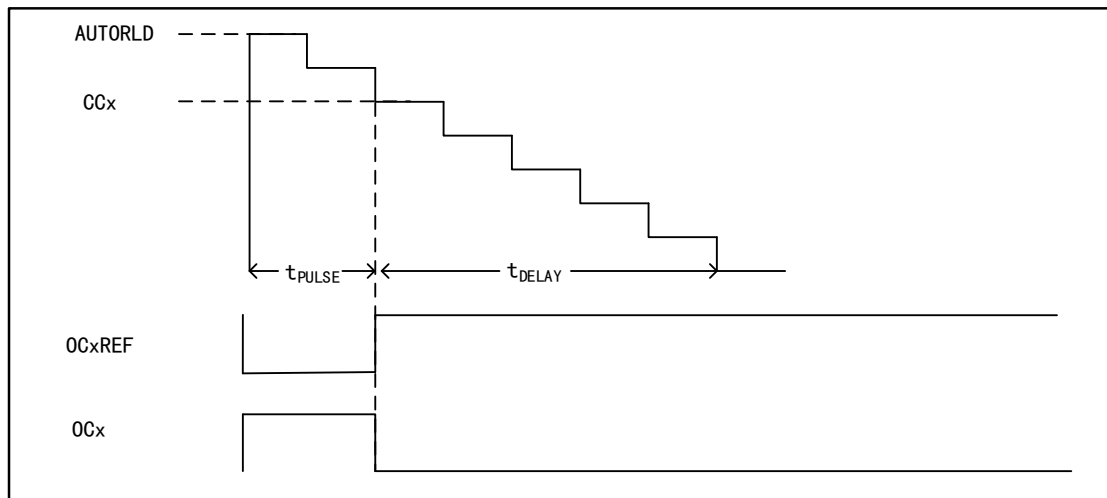 AUTORLD
CCx
tPULSE
tDELAY
OCxREF
OCx